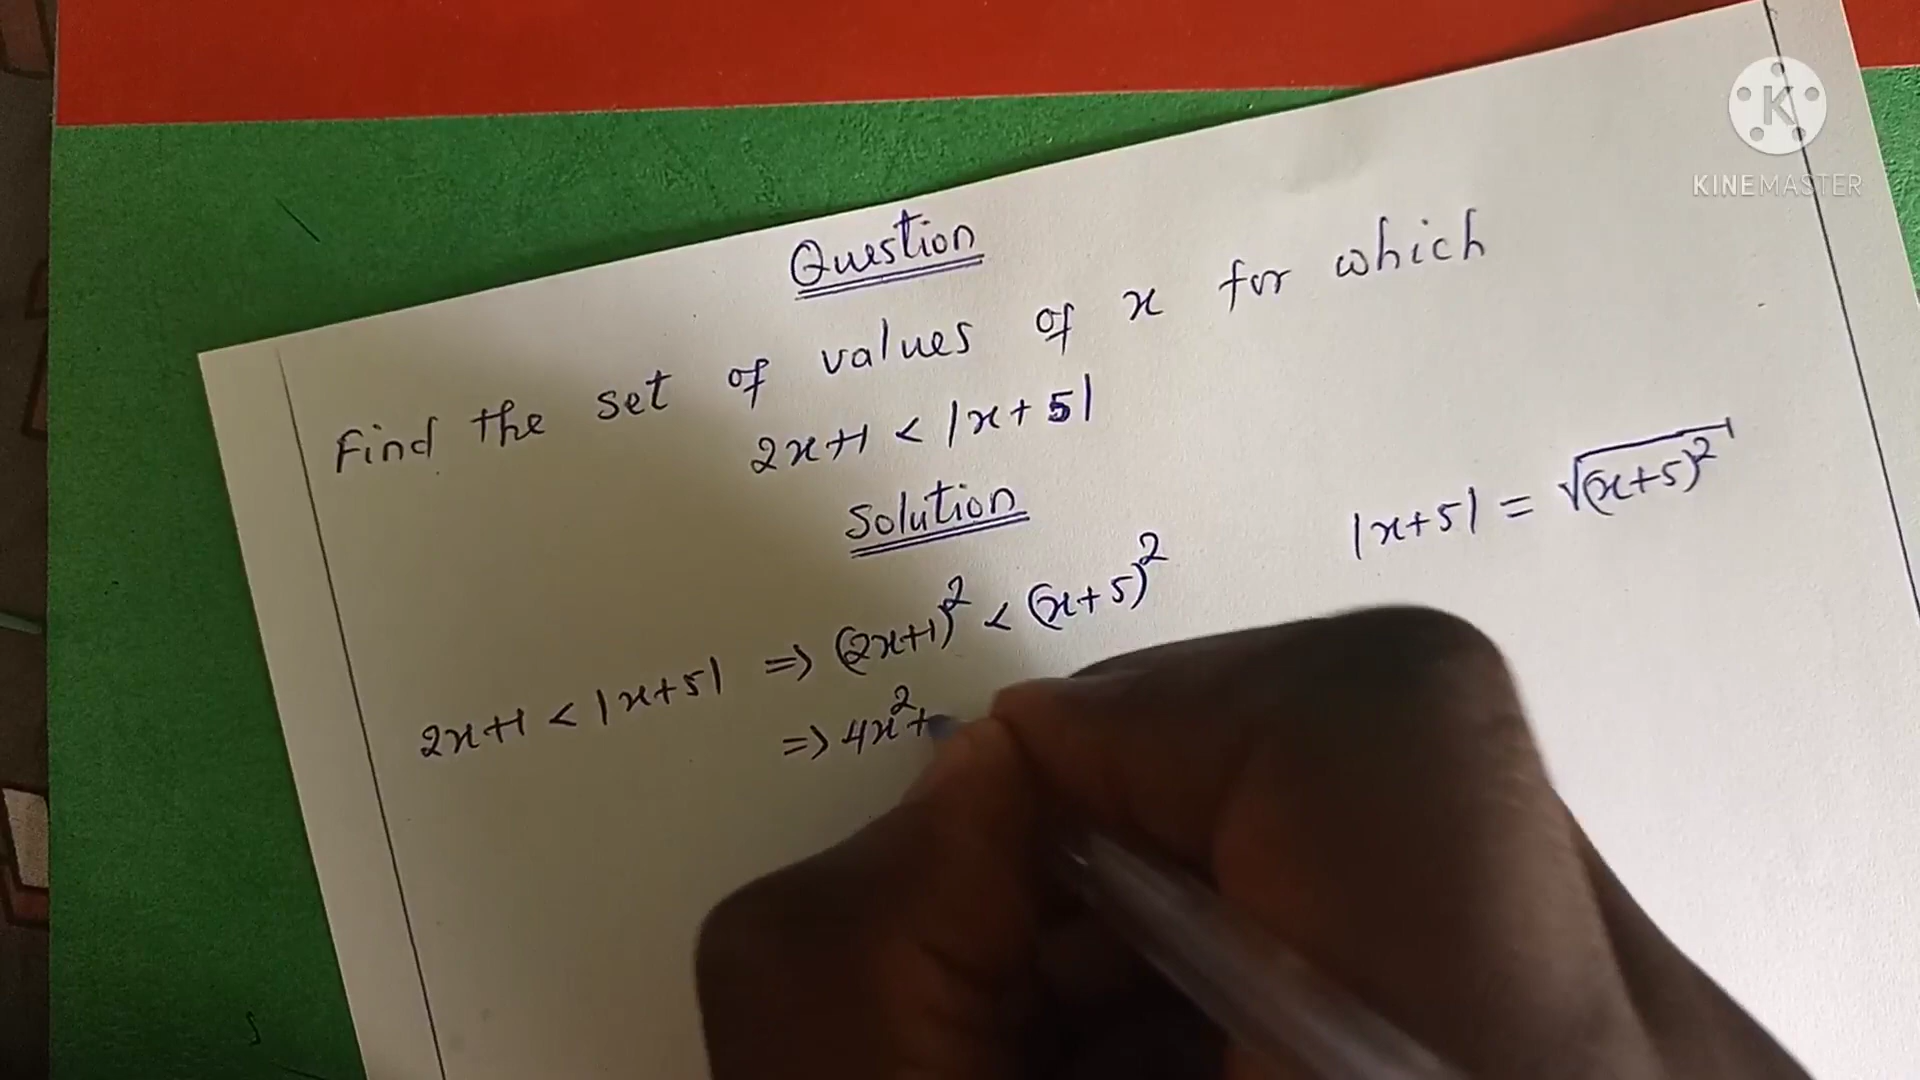 K
KINEMASTER
Question
Find the set of values of x for which
2x+1 < |x+5|
Solution
|x+5| = √(x+5)²
2x+1 < |x+5| => (2x+1)² < (x+5)²
=> 4x²+